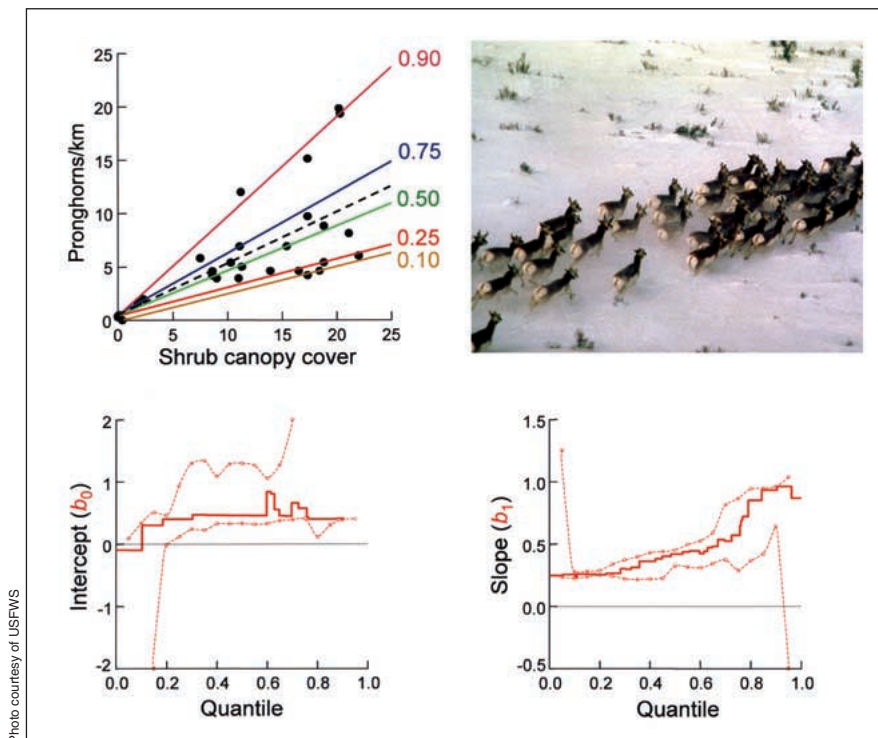 25
20
15
10
5
0
Pronghorns/km
0 5 10 15 20 25
Shrub canopy cover
0.90
0.75
0.50
0.25
0.10
2
1
0
-1
-2
Intercept (b0)
0.0 0.2 0.4 0.6 0.8 1.0
Quantile
1.5
1.0
0.5
0.0
-0.5
Slope (b1)
0.0 0.2 0.4 0.6 0.8 1.0
Quantile
Photo courtesy of USFWS